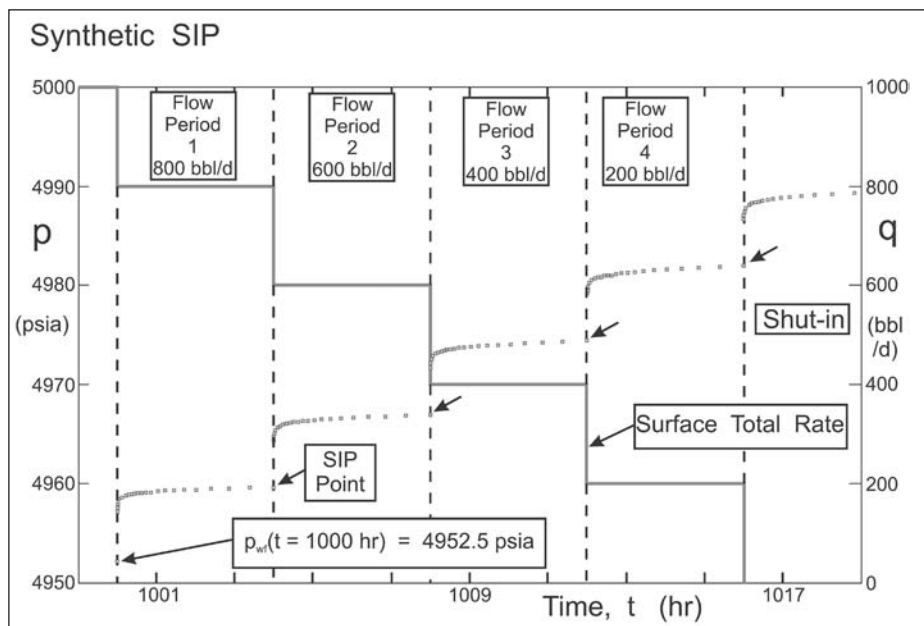 Synthetic SIP
5000
4990
p
4980
(psia)
4970
4960
4950
Flow
Period
1
800 bbl/d
Flow
Period
2
600 bbl/d
Flow
Period
3
400 bbl/d
Flow
Period
4
200 bbl/d
1000
800
q
600
(bbl
/d)
400
200
0
Shut-in
Surface Total Rate
SIP
Point
pwf(t = 1000 hr) = 4952.5 psia
1001
1009
Time, t (hr)
1017